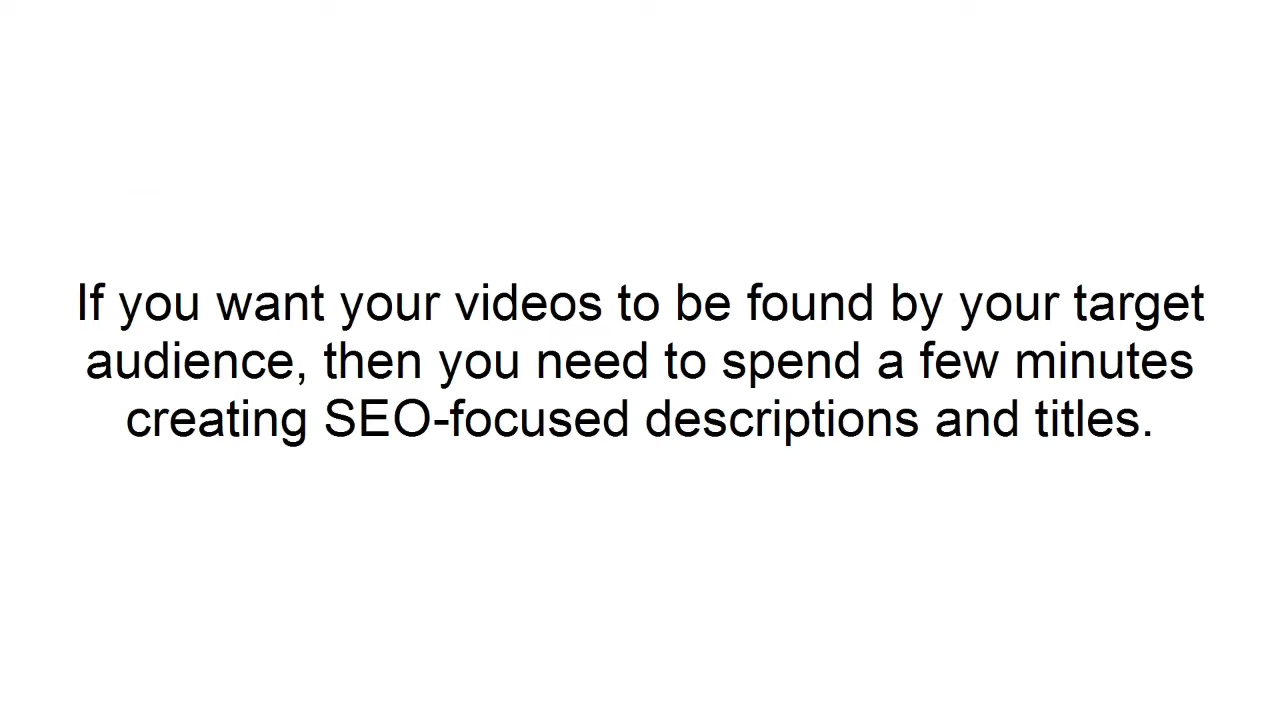 If you want your videos to be found by your target
audience, then you need to spend a few minutes
creating SEO-focused descriptions and titles.